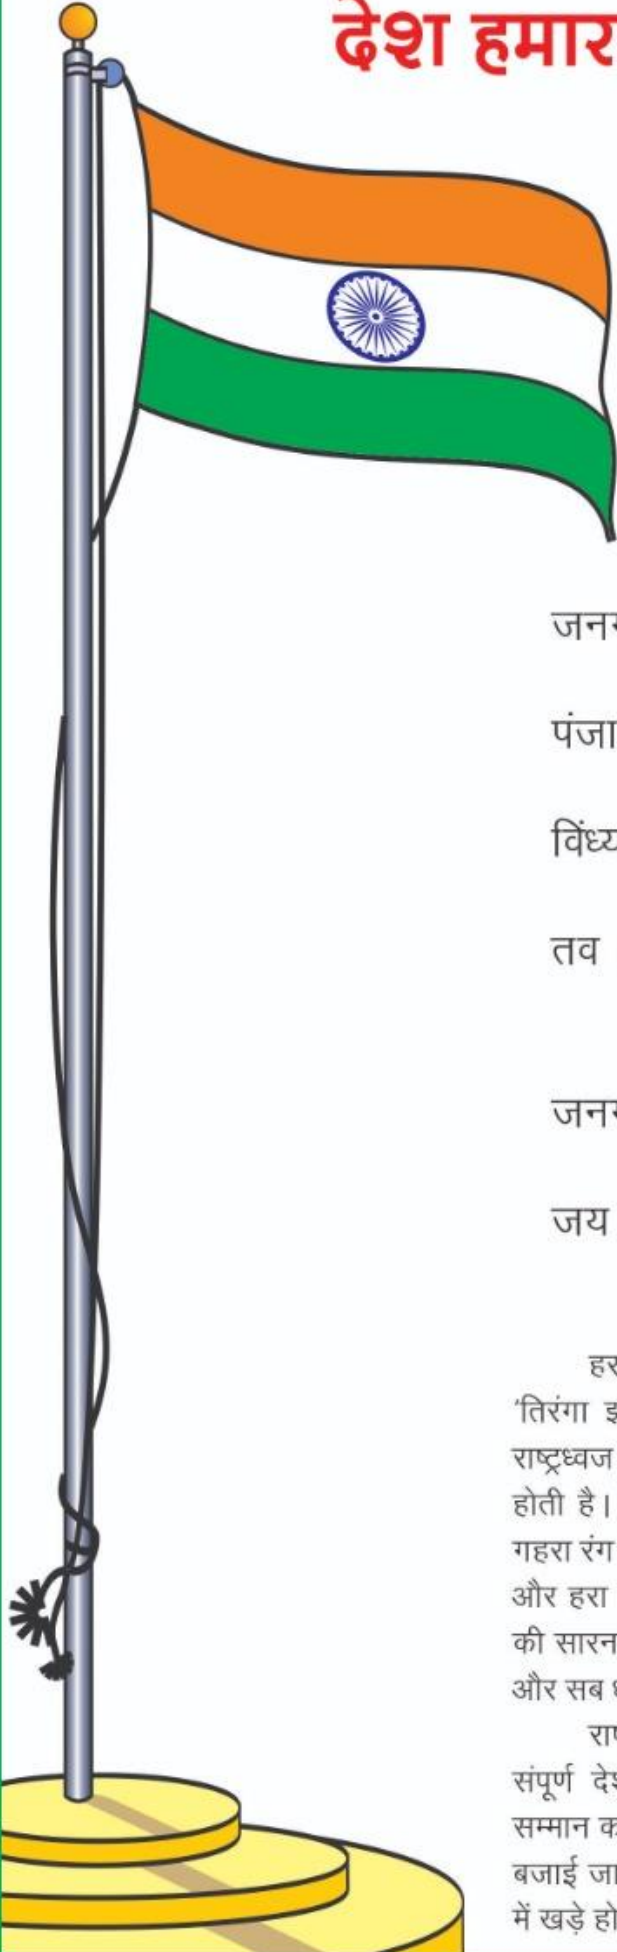 देश हमार
जन
पंजा
विंध्य
तव
जन
जय
हर
'तिरंगा इ
राष्ट्रध्वज
होती है।
गहरा रंग
और हरा
की सारन
और सब
राष
संपूर्ण देश
सम्मान क
बजाई जा
में खड़े हो